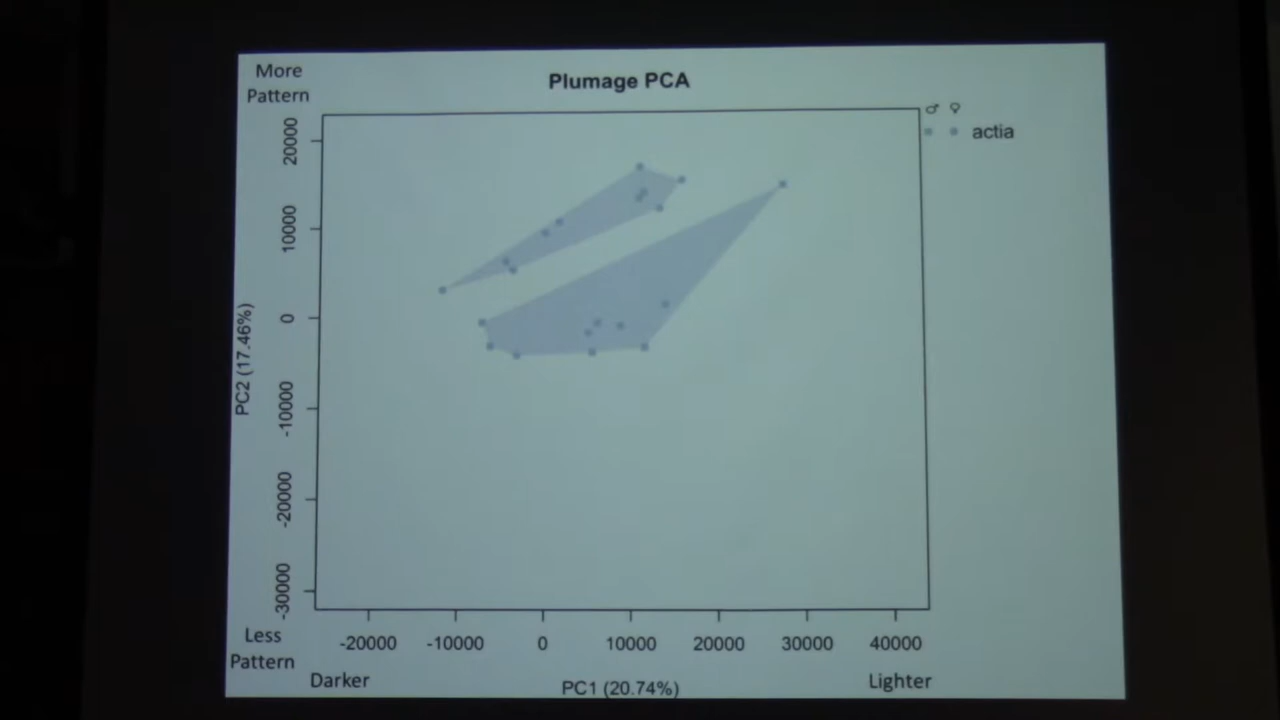 More
Pattern
Plumage PCA
♂ ♀
actia
20000
10000
0
-10000
-20000
-30000
PC2 (17.46%)
-20000 -10000 0 10000 20000 30000 40000
Less
Pattern
Darker
PC1 (20.74%)
Lighter